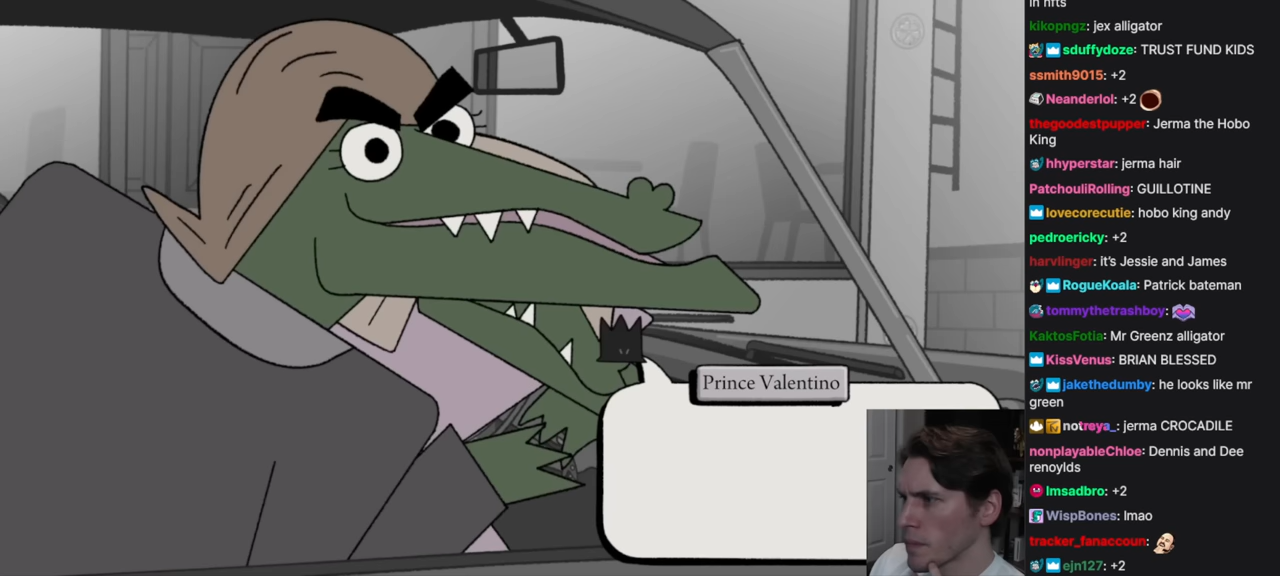 Prince Valentino
in nfts
kikopngz: jex alligator
sduffydoze: TRUST FUND KIDS
ssmith9015: +2
Neanderlol: +2
thegoodestpupper: Jerma the Hobo
King
hhyperstar: jerma hair
PatchouliRolling: GUILLOTINE
lovecorecutie: hobo king andy
pedroericky: +2
harvlinger: it's Jessie and James
RogueKoala: Patrick bateman
tommythetrashboy:
KaktosFotia: Mr Greenz alligator
KissVenus: BRIAN BLESSED
jakethedumby: he looks like mr
green
notreya_: jerma CROCADILE
nonplayableChloe: Dennis and Dee
renoylds
lmsadbro: +2
WispBones: lmao
tracker_fanaccoun:
ejn127: +2